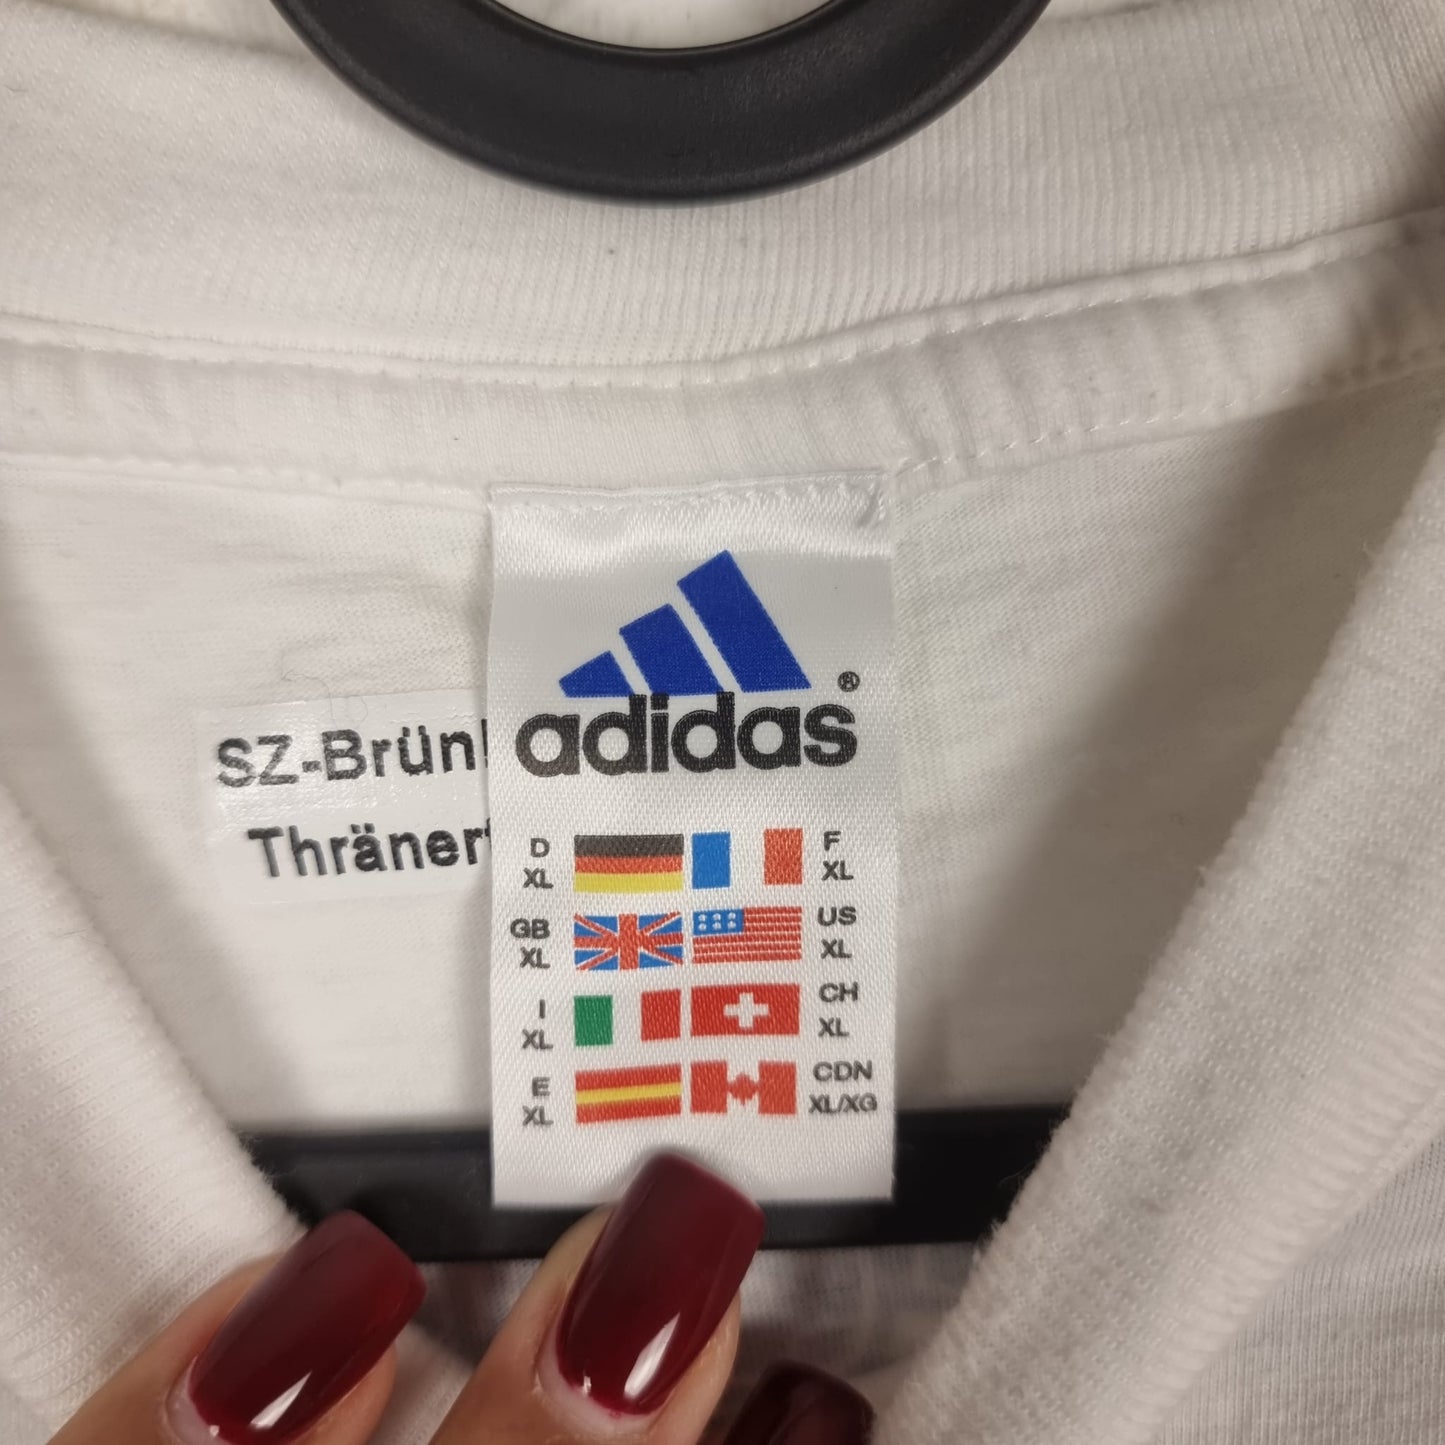 adidas®
SZ-Brün
Thräner
D XL
F XL
GB XL
US XL
I XL
CH XL
E XL
CDN XL/XG